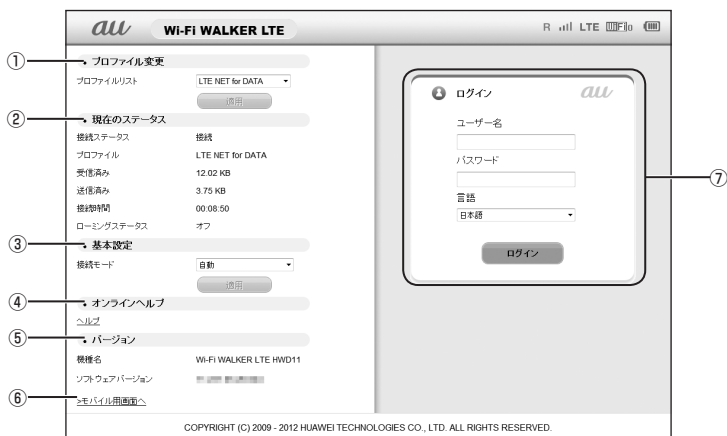 au Wi-Fi WALKER LTE
R LTE WiFi0
① • プロファイル変更
プロファイルリスト LTE NET for DATA
適用
② • 現在のステータス
接続ステータス 接続
プロファイル LTE NET for DATA
受信済み 12.02 KB
送信済み 3.75 KB
接続時間 00:08:50
ローミングステータス オフ
③ • 基本設定
接続モード 自動
適用
④ • オンラインヘルプ
ヘルプ
⑤ • バージョン
機種名 Wi-Fi WALKER LTE HWD11
ソフトウェアバージョン
⑥ >モバイル用画面へ
⑦
ログイン au
ユーザー名
パスワード
言語
日本語
ログイン
COPYRIGHT (C) 2009 - 2012 HUAWEI TECHNOLOGIES CO., LTD. ALL RIGHTS RESERVED.